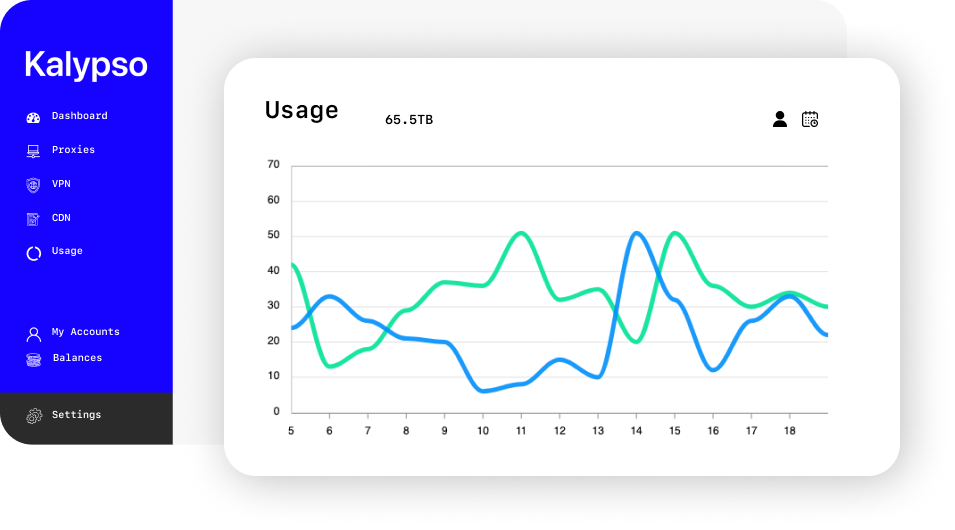 Kalypso
Dashboard
Proxies
VPN
CDN
Usage
My Accounts
Balances
Settings
Usage
65.5TB
70
60
50
40
30
20
10
0
5 6 7 8 9 10 11 12 13 14 15 16 17 18